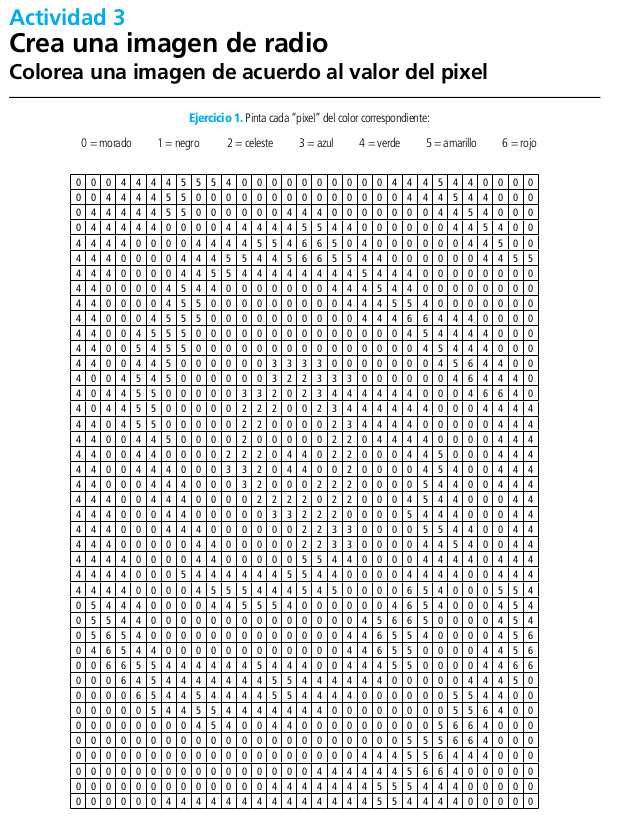 Actividad 3
Crea una imagen de radio
Colorea una imagen de acuerdo al valor del pixel
Ejercicio 1. Pinta cada “pixel” del color correspondiente:
0 = morado 1 = negro 2 = celeste 3 = azul 4 = verde 5 = amarillo 6 = rojo
0 0 0 4 4 4 4 5 5 5 4 0 0 0 0 0 0 0 0 0 0 4 4 4 5 4 4 0 0 0 0
0 0 4 4 4 4 5 5 0 0 0 0 0 0 0 0 0 0 0 0 0 0 4 4 4 5 4 4 0 0 0
0 4 4 4 4 4 5 5 0 0 0 0 0 0 4 4 4 0 0 0 0 0 0 0 4 4 5 4 0 0 0
0 4 4 4 4 4 0 0 0 0 4 4 4 4 4 5 5 4 4 0 0 0 0 0 0 4 4 5 4 0 0
4 4 4 4 0 0 0 0 4 4 4 4 5 5 4 6 6 5 0 4 0 0 0 0 0 0 4 4 5 0 0
4 4 4 0 0 0 0 4 4 4 5 5 4 4 5 6 6 5 5 4 4 0 0 0 0 0 0 4 4 5 5
4 4 4 0 0 0 0 4 4 5 5 4 4 4 4 4 4 4 4 5 4 4 4 0 0 0 0 0 0 0 0
4 4 4 0 0 0 4 5 4 4 0 0 0 0 0 0 0 4 4 4 5 4 4 0 0 0 0 0 0 0 0
4 4 4 0 0 0 4 5 5 0 0 0 0 0 0 0 0 0 0 4 4 5 5 4 0 0 0 0 0 0 0
4 4 4 0 0 4 5 5 5 0 0 0 0 0 0 0 0 0 0 4 4 4 6 6 4 4 4 0 0 0 0
4 4 0 0 4 5 5 5 0 0 0 0 0 0 0 0 0 0 0 0 0 0 4 5 4 4 4 4 0 0 0
4 4 0 0 5 4 5 5 0 0 0 0 0 0 0 0 0 0 0 0 0 0 0 4 5 4 4 4 0 0 0
4 4 0 0 4 4 5 0 0 0 0 0 0 3 3 3 3 0 0 0 0 0 0 0 4 5 6 4 4 0 0
4 0 0 4 5 4 5 0 0 0 0 0 0 3 2 2 3 3 3 0 0 0 0 0 0 4 6 4 4 4 0
4 0 4 4 5 5 0 0 0 0 0 3 3 2 0 2 3 4 4 4 4 4 4 0 0 0 4 6 6 4 0
4 0 4 4 5 5 0 0 0 0 0 2 2 2 0 0 2 3 4 4 4 4 4 4 0 0 0 4 4 4 4
4 4 0 4 5 5 0 0 0 0 0 2 2 0 0 0 0 2 3 4 4 4 4 0 0 0 0 0 4 4 4
4 4 0 0 4 4 5 0 0 0 0 2 0 0 0 0 0 2 2 0 4 4 4 4 0 0 0 0 4 4 4
4 4 4 0 0 4 4 0 0 0 2 2 2 0 4 4 0 2 2 0 0 0 4 4 5 0 0 0 4 4 4
4 4 4 0 0 4 4 4 0 0 3 3 2 0 4 4 0 0 2 0 0 0 0 4 5 4 0 0 4 4 4
4 4 4 0 0 4 4 4 0 0 0 3 2 0 0 0 2 2 2 0 0 0 0 5 4 4 0 0 4 4 4
4 4 4 0 0 4 4 4 0 0 0 0 2 2 2 2 0 2 2 0 0 0 4 5 4 4 0 0 0 4 4
4 4 4 0 0 0 4 4 4 0 0 0 0 3 3 2 2 2 0 0 0 0 5 4 4 4 0 0 0 4 4
4 4 4 0 0 0 4 4 4 0 0 0 0 0 0 2 2 3 3 0 0 0 0 5 5 4 4 0 0 4 4
4 4 4 0 0 0 0 0 4 4 0 0 0 0 0 2 2 3 3 0 0 0 0 4 4 5 4 0 0 4 4
4 4 4 4 0 0 0 0 4 4 0 0 0 0 0 5 5 4 4 0 0 0 0 0 4 4 4 0 4 4 4
4 4 4 4 0 0 0 5 4 4 4 4 4 4 5 5 4 4 0 0 0 0 4 4 4 0 0 4 4 4 4
4 4 4 4 0 0 0 0 4 5 5 5 4 4 4 5 4 5 0 0 0 0 6 5 4 0 0 0 5 5 4
0 5 4 4 4 0 0 0 0 4 4 5 5 5 4 0 0 0 0 0 0 4 6 5 4 0 0 0 4 5 4
0 5 5 4 4 0 0 0 0 0 0 0 0 0 0 0 0 0 0 4 5 6 6 5 0 0 0 0 4 5 4
0 5 6 5 4 0 0 0 0 0 0 0 0 0 0 0 0 0 4 4 6 5 5 4 0 0 0 0 4 5 6
0 4 6 5 4 4 0 0 0 0 0 0 0 0 0 0 0 0 4 4 6 5 5 0 0 0 0 4 4 5 6
0 0 6 6 5 5 4 4 4 4 4 4 5 4 4 4 0 0 4 4 4 5 5 0 0 0 0 4 4 6 6
0 0 0 6 4 5 4 4 4 4 4 4 4 5 5 4 4 4 4 4 4 0 0 0 0 0 4 4 4 5 0
0 0 0 0 6 5 4 4 5 4 4 4 4 5 5 4 4 4 4 0 0 0 0 0 0 5 5 4 4 0 0
0 0 0 0 0 5 4 4 5 5 4 4 4 4 4 4 4 0 0 0 0 0 0 0 0 5 5 6 4 0 0
0 0 0 0 0 0 0 0 4 5 4 0 0 4 4 0 0 0 0 0 0 0 0 0 5 6 6 4 0 0 0
0 0 0 0 0 0 0 0 0 0 0 0 0 0 0 0 0 0 0 0 0 0 5 5 5 6 6 4 0 0 0
0 0 0 0 0 0 0 0 0 0 0 0 0 0 0 0 0 0 0 4 4 4 5 5 6 4 4 4 0 0 0
0 0 0 0 0 0 0 0 0 0 0 0 0 0 0 0 4 4 4 4 4 4 5 6 6 4 0 0 0 0 0
0 0 0 0 0 0 0 0 0 0 0 0 0 4 4 4 4 4 4 4 5 5 5 4 4 4 0 0 0 0 0
0 0 0 0 0 0 4 4 4 4 4 4 4 4 4 4 4 4 4 4 5 5 4 4 4 4 0 0 0 0 0